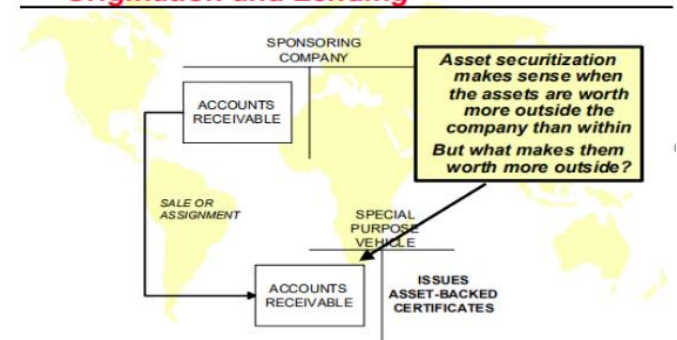 SPONSORING
COMPANY
ACCOUNTS
RECEIVABLE
Asset securitization
makes sense when
the assets are worth
more outside the
company than within
But what makes them
worth more outside?
SALE OR
ASSIGNMENT
SPECIAL
PURPOSE
VEHICLE
ACCOUNTS
RECEIVABLE
ISSUES
ASSET-BACKED
CERTIFICATES